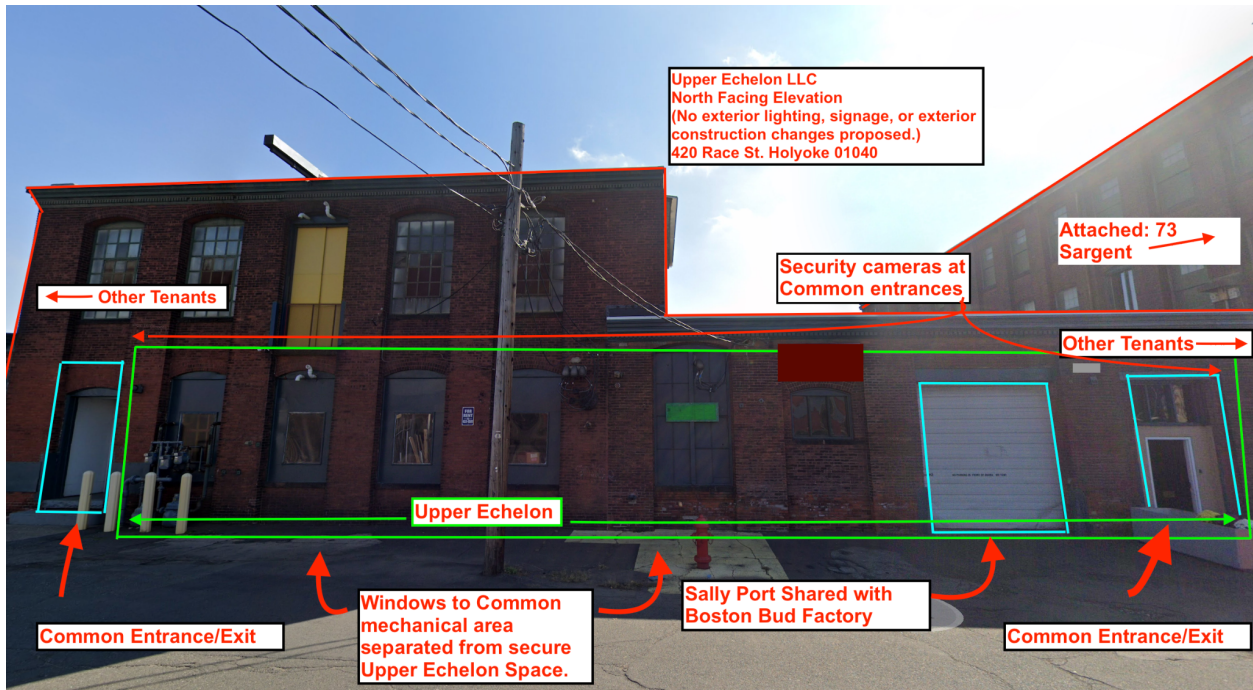 Upper Echelon LLC
North Facing Elevation
(No exterior lighting, signage, or exterior
construction changes proposed.)
420 Race St. Holyoke 01040
Attached: 73
Sargent
Security cameras at
Common entrances
Other Tenants
Other Tenants
Upper Echelon
Windows to Common
mechanical area
separated from secure
Upper Echelon Space.
Sally Port Shared with
Boston Bud Factory
Common Entrance/Exit
Common Entrance/Exit